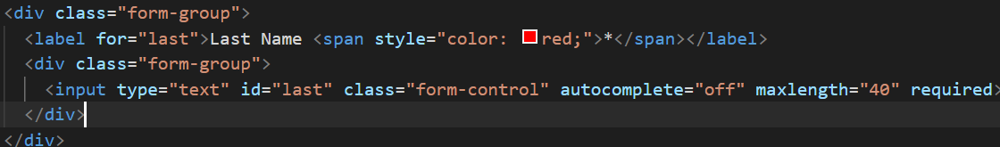 <div class="form-group">
<label for="last">Last Name <span style="color: red;">*</span></label>
<div class="form-group">
<input type="text" id="last" class="form-control" autocomplete="off" maxlength="40" required>
</div>
</div>